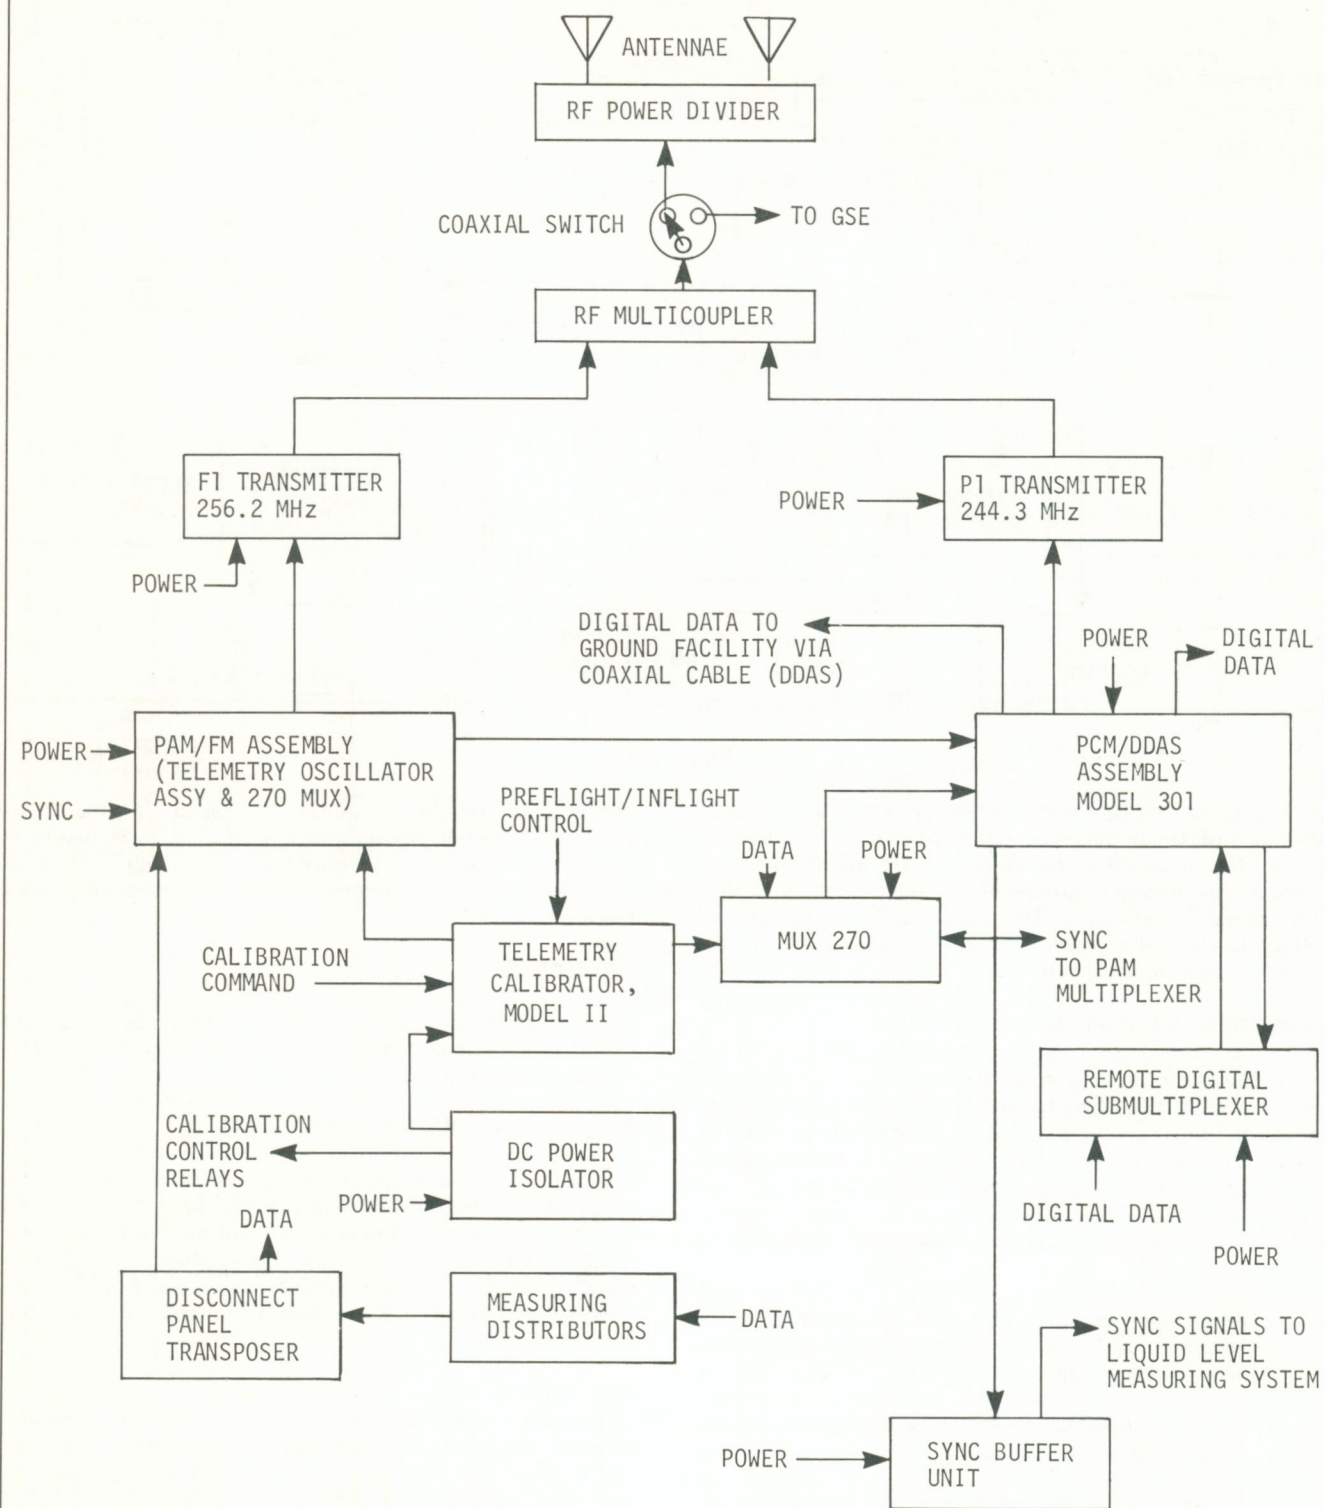 ANTENNAE
RF POWER DIVIDER
COAXIAL SWITCH
TO GSE
RF MULTICOUPLER
F1 TRANSMITTER
256.2 MHz
POWER
P1 TRANSMITTER
244.3 MHz
POWER
DIGITAL DATA TO
GROUND FACILITY VIA
COAXIAL CABLE (DDAS)
POWER
DIGITAL
DATA
POWER
SYNC
PAM/FM ASSEMBLY
(TELEMETRY OSCILLATOR
ASSY & 270 MUX)
PCM/DDAS
ASSEMBLY
MODEL 301
PREFLIGHT/INFLIGHT
CONTROL
DATA
POWER
MUX 270
SYNC
TO PAM
MULTIPLEXER
CALIBRATION
COMMAND
TELEMETRY
CALIBRATOR,
MODEL II
REMOTE DIGITAL
SUBMULTIPLEXER
CALIBRATION
CONTROL
RELAYS
POWER
DC POWER
ISOLATOR
DIGITAL DATA
POWER
DATA
DISCONNECT
PANEL
TRANSPOSER
MEASURING
DISTRIBUTORS
DATA
SYNC SIGNALS TO
LIQUID LEVEL
MEASURING SYSTEM
POWER
SYNC BUFFER
UNIT